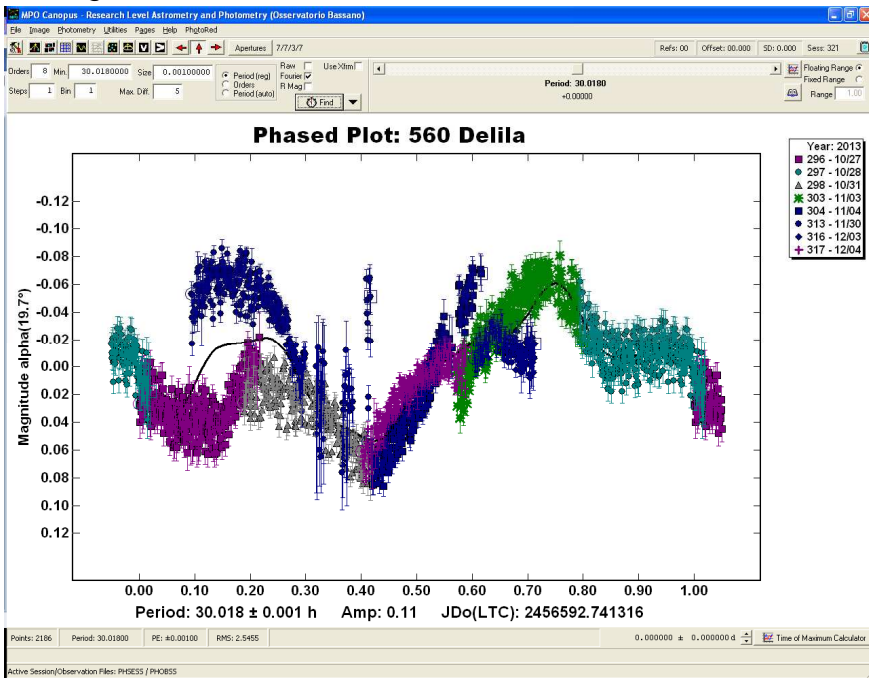 MPO Canopus - Research Level Astrometry and Photometry (Osservatorio Bassano)
File Image Photometry Utilities Pages Help PhotoRed
Apertures 7/7/3/7 Refs: 00 Offset: 00.000 SD: 0.000 Sess: 321
Orders 8 Min. 30.0180000 Size 0.00100000
Steps 1 Bin 1 Max. Diff. 5
Period (reg)
Orders
Period (auto)
Raw
Fourier
R Mag
Use Xfrm
Find
Period: 30.0180
+0.00000
Floating Range
Fixed Range
Range 1.00
Phased Plot: 560 Delila
Year: 2013
296 - 10/27
297 - 10/28
298 - 10/31
303 - 11/03
304 - 11/04
313 - 11/30
316 - 12/03
317 - 12/04
Magnitude alpha(19.7°)
-0.12
-0.10
-0.08
-0.06
-0.04
-0.02
0.00
0.02
0.04
0.06
0.08
0.10
0.12
0.00 0.10 0.20 0.30 0.40 0.50 0.60 0.70 0.80 0.90 1.00
Period: 30.018 ± 0.001 h Amp: 0.11 JDo(LTC): 2456592.741316
Points: 2186 Period: 30.01800 PE: ±0.00100 RMS: 2.5455 0.000000 ± 0.000000 d Time of Maximum Calculator
Active Session/Observation Files: PHSESS / PHOBSS